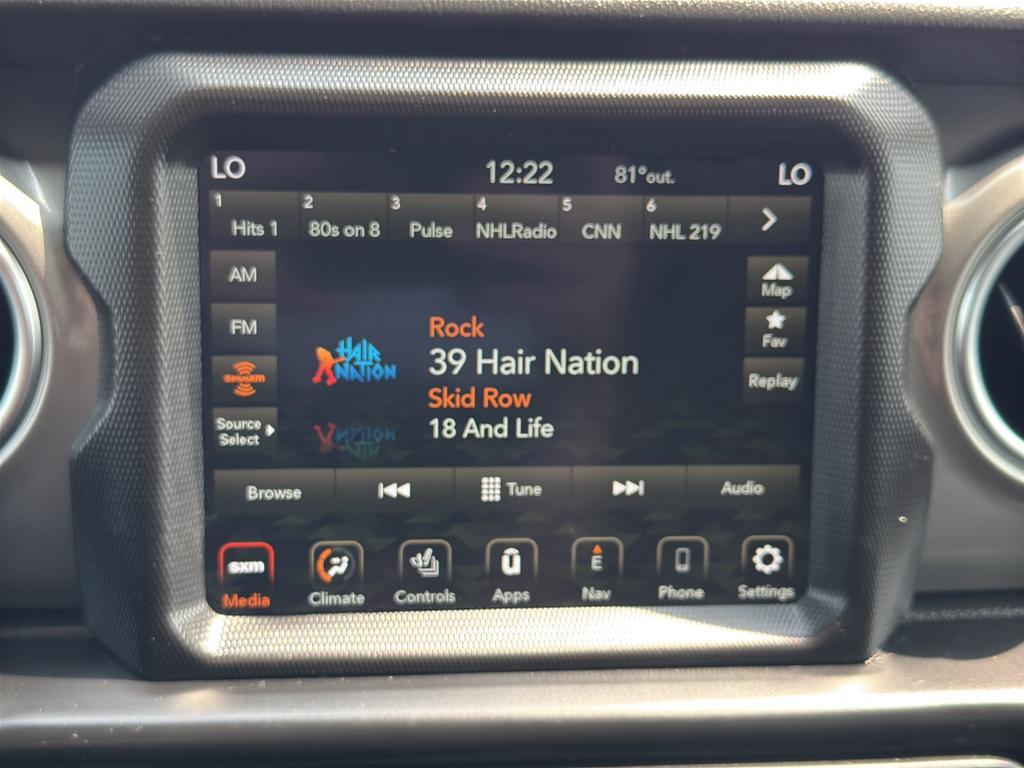 LO 12:22 81°out. LO
1 2 3 4 5 6
Hits 1 80s on 8 Pulse NHLRadio CNN NHL 219
AM
FM
siriusxm
Source
Select
HAIR
NATION
Rock
39 Hair Nation
Skid Row
18 And Life
Map
Fav
Replay
Browse Tune Audio
sxm
u
E
Media Climate Controls Apps Nav Phone Settings